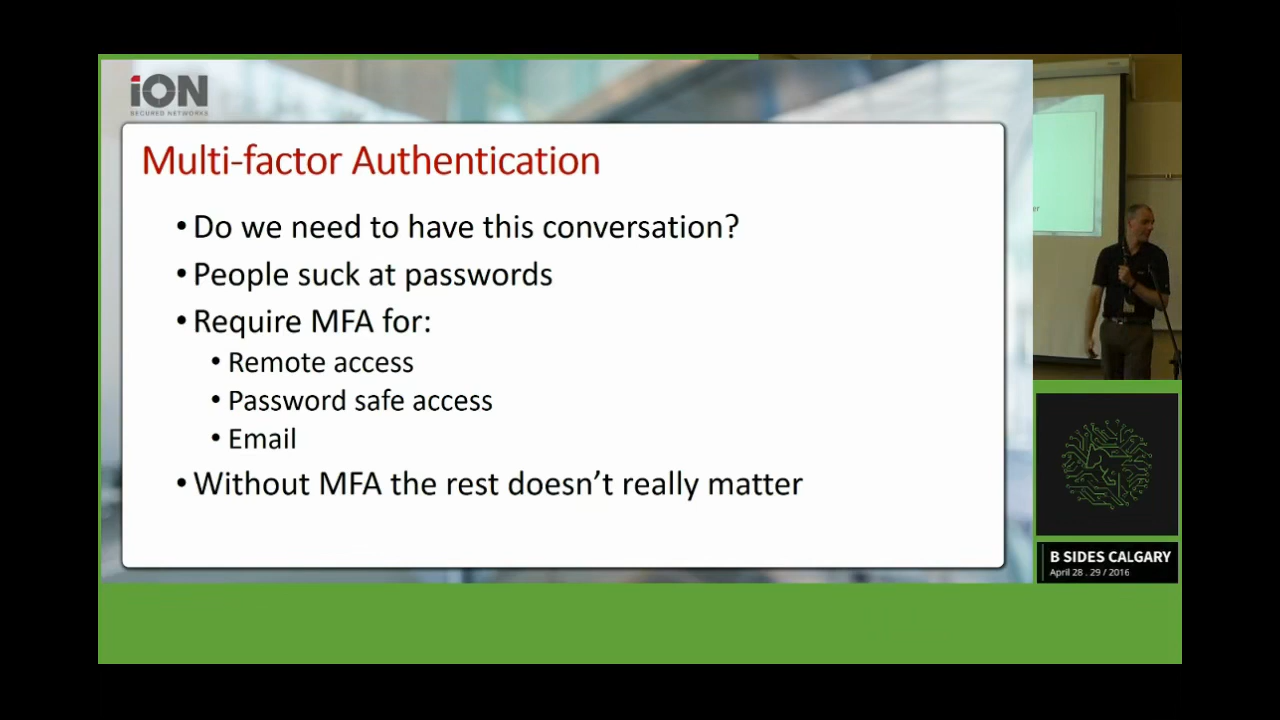 iON
SECURED NETWORKS
Multi-factor Authentication
• Do we need to have this conversation?
• People suck at passwords
• Require MFA for:
• Remote access
• Password safe access
• Email
• Without MFA the rest doesn’t really matter
B SIDES CALGARY
April 28 . 29 / 2016